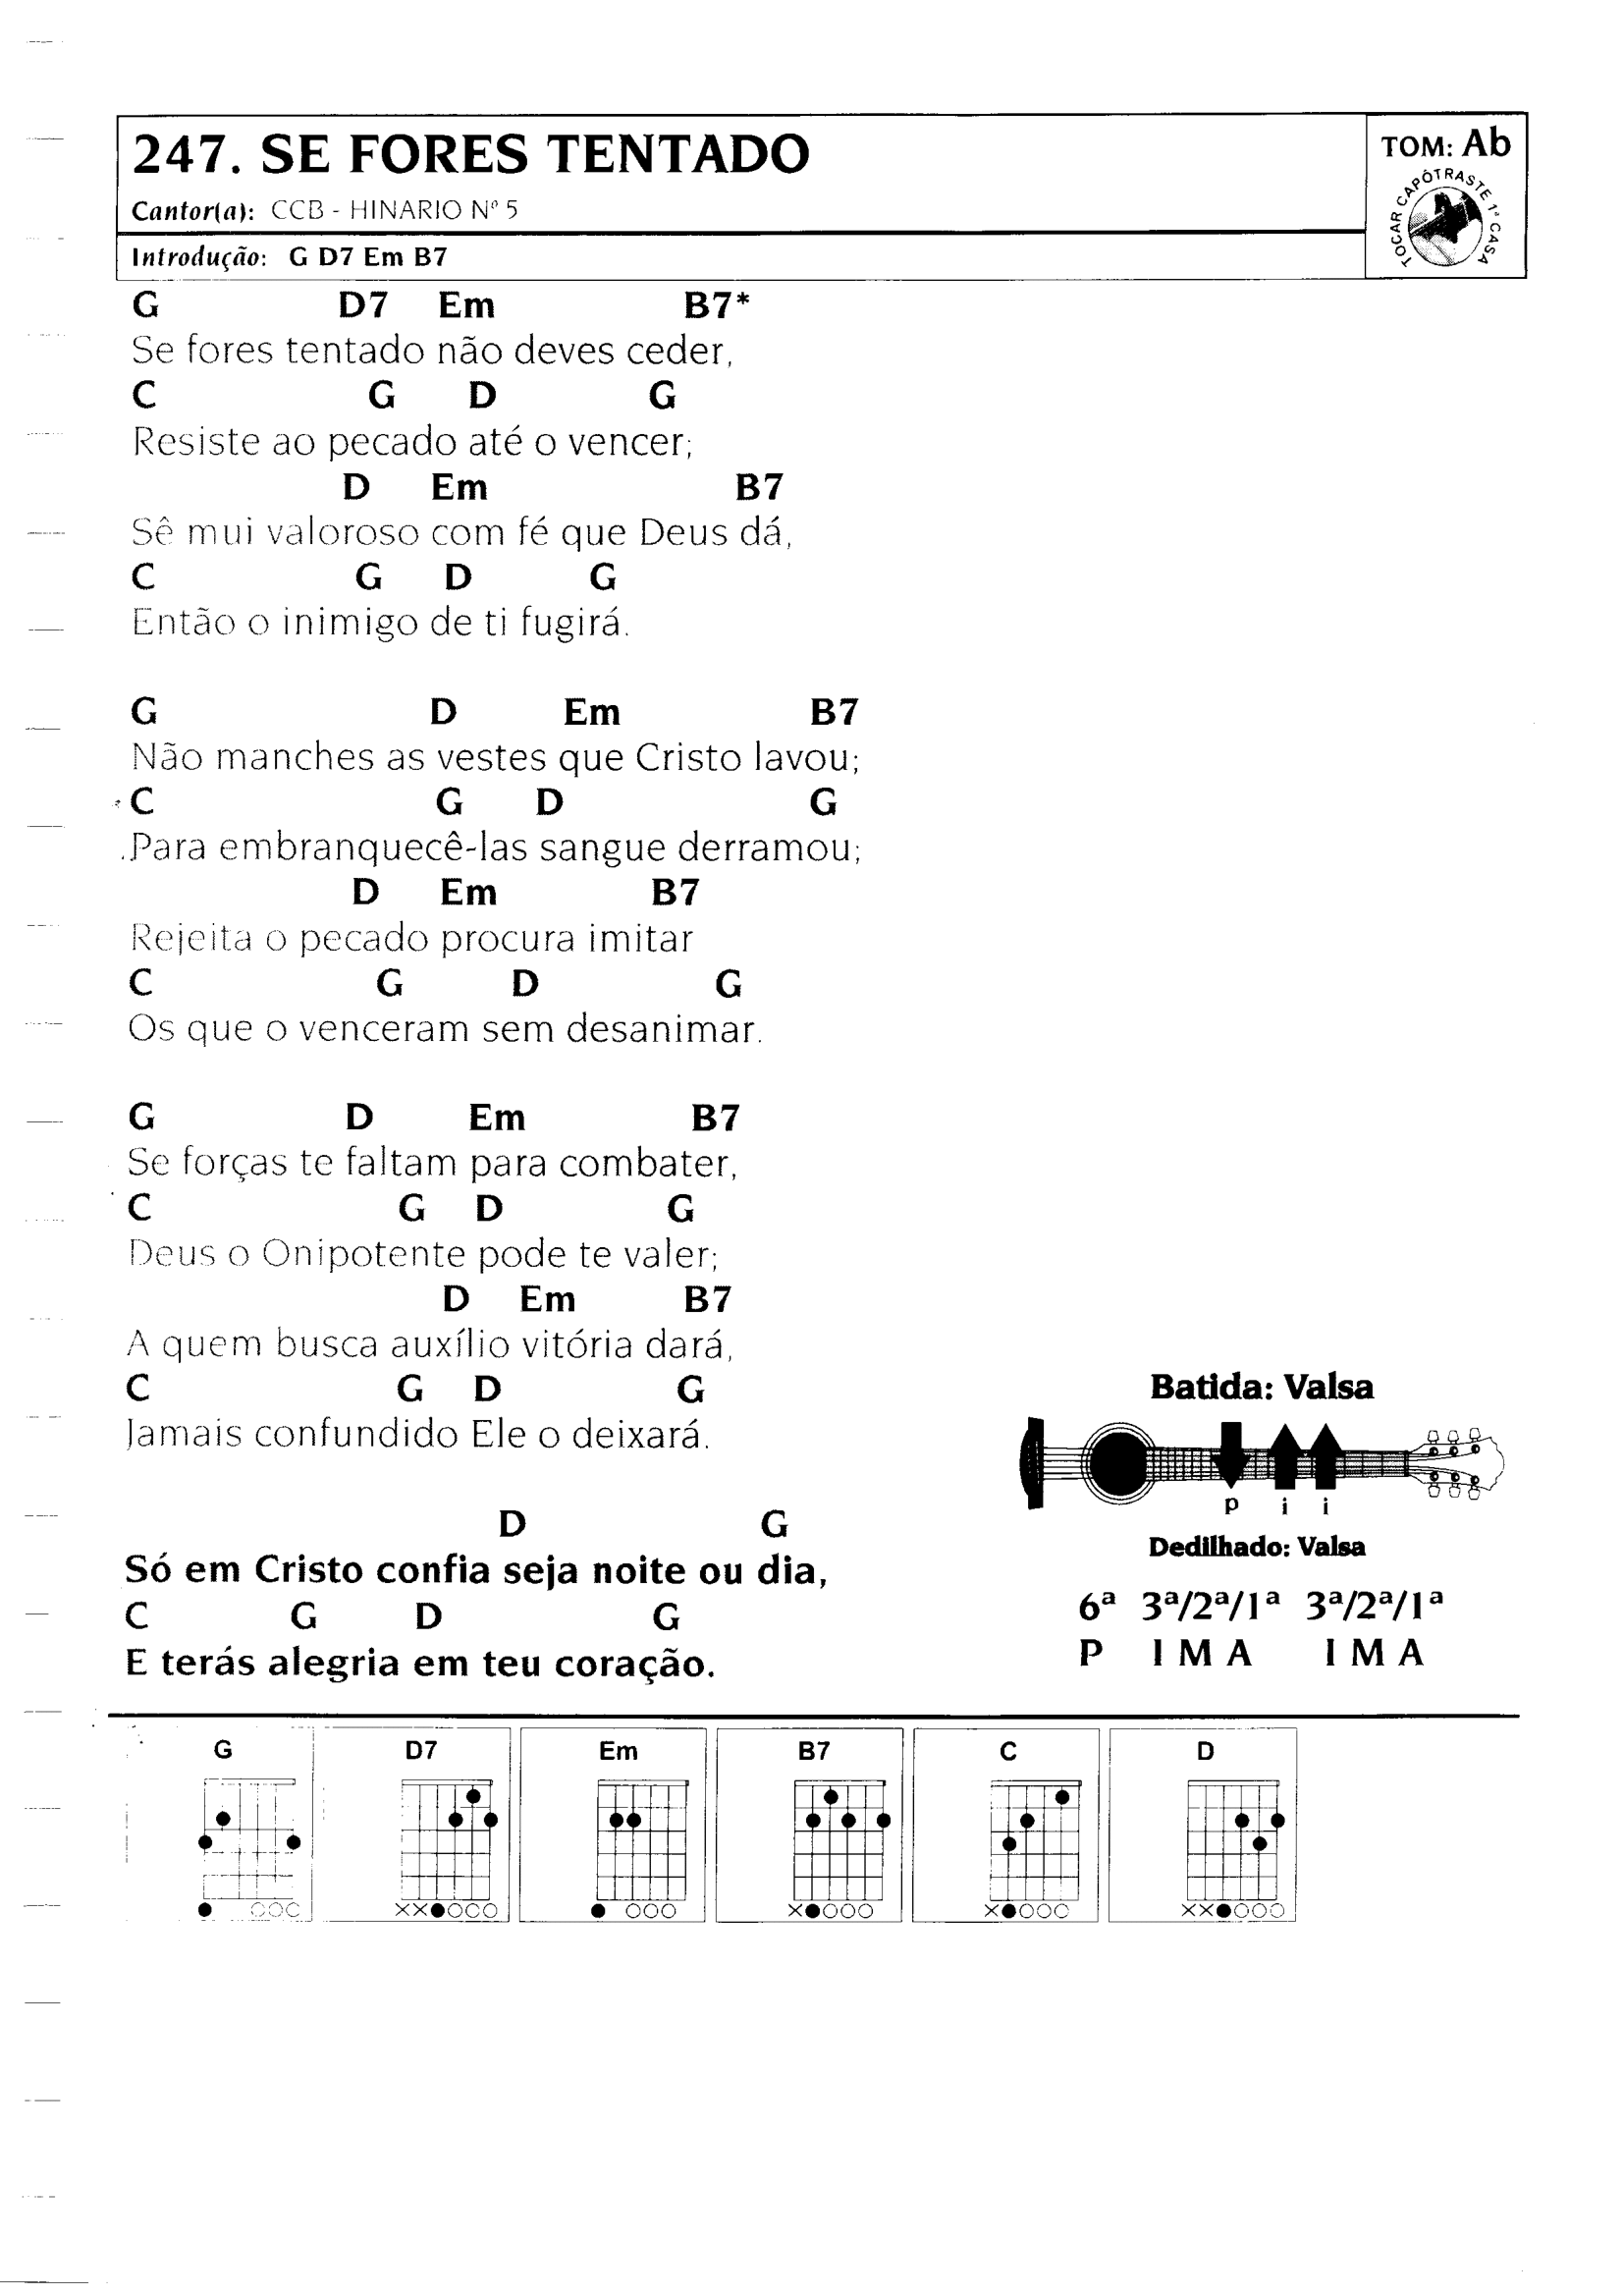 247. SE FORES TENTADO
Cantor(a): CCB - HINARIO Nº 5
Introdução: G D7 Em B7
TOM: Ab
TOCAR CAPÔTRASTE 1ª CASA
G D7 Em B7*
Se fores tentado não deves ceder,
C G D G
Resiste ao pecado até o vencer;
D Em B7
Sê mui valoroso com fé que Deus dá,
C G D G
Então o inimigo de ti fugirá.
G D Em B7
Não manches as vestes que Cristo lavou;
C G D G
Para embranquecê-las sangue derramou;
D Em B7
Rejeita o pecado procura imitar
C G D G
Os que o venceram sem desanimar.
G D Em B7
Se forças te faltam para combater,
C G D G
Deus o Onipotente pode te valer;
D Em B7
A quem busca auxílio vitória dará,
C G D G
Jamais confundido Ele o deixará.
D G
Só em Cristo confia seja noite ou dia,
C G D G
E terás alegria em teu coração.
Batida: Valsa
p i i
Dedilhado: Valsa
6ª 3ª/2ª/1ª 3ª/2ª/1ª
P I M A I M A
G D7 Em B7 C D